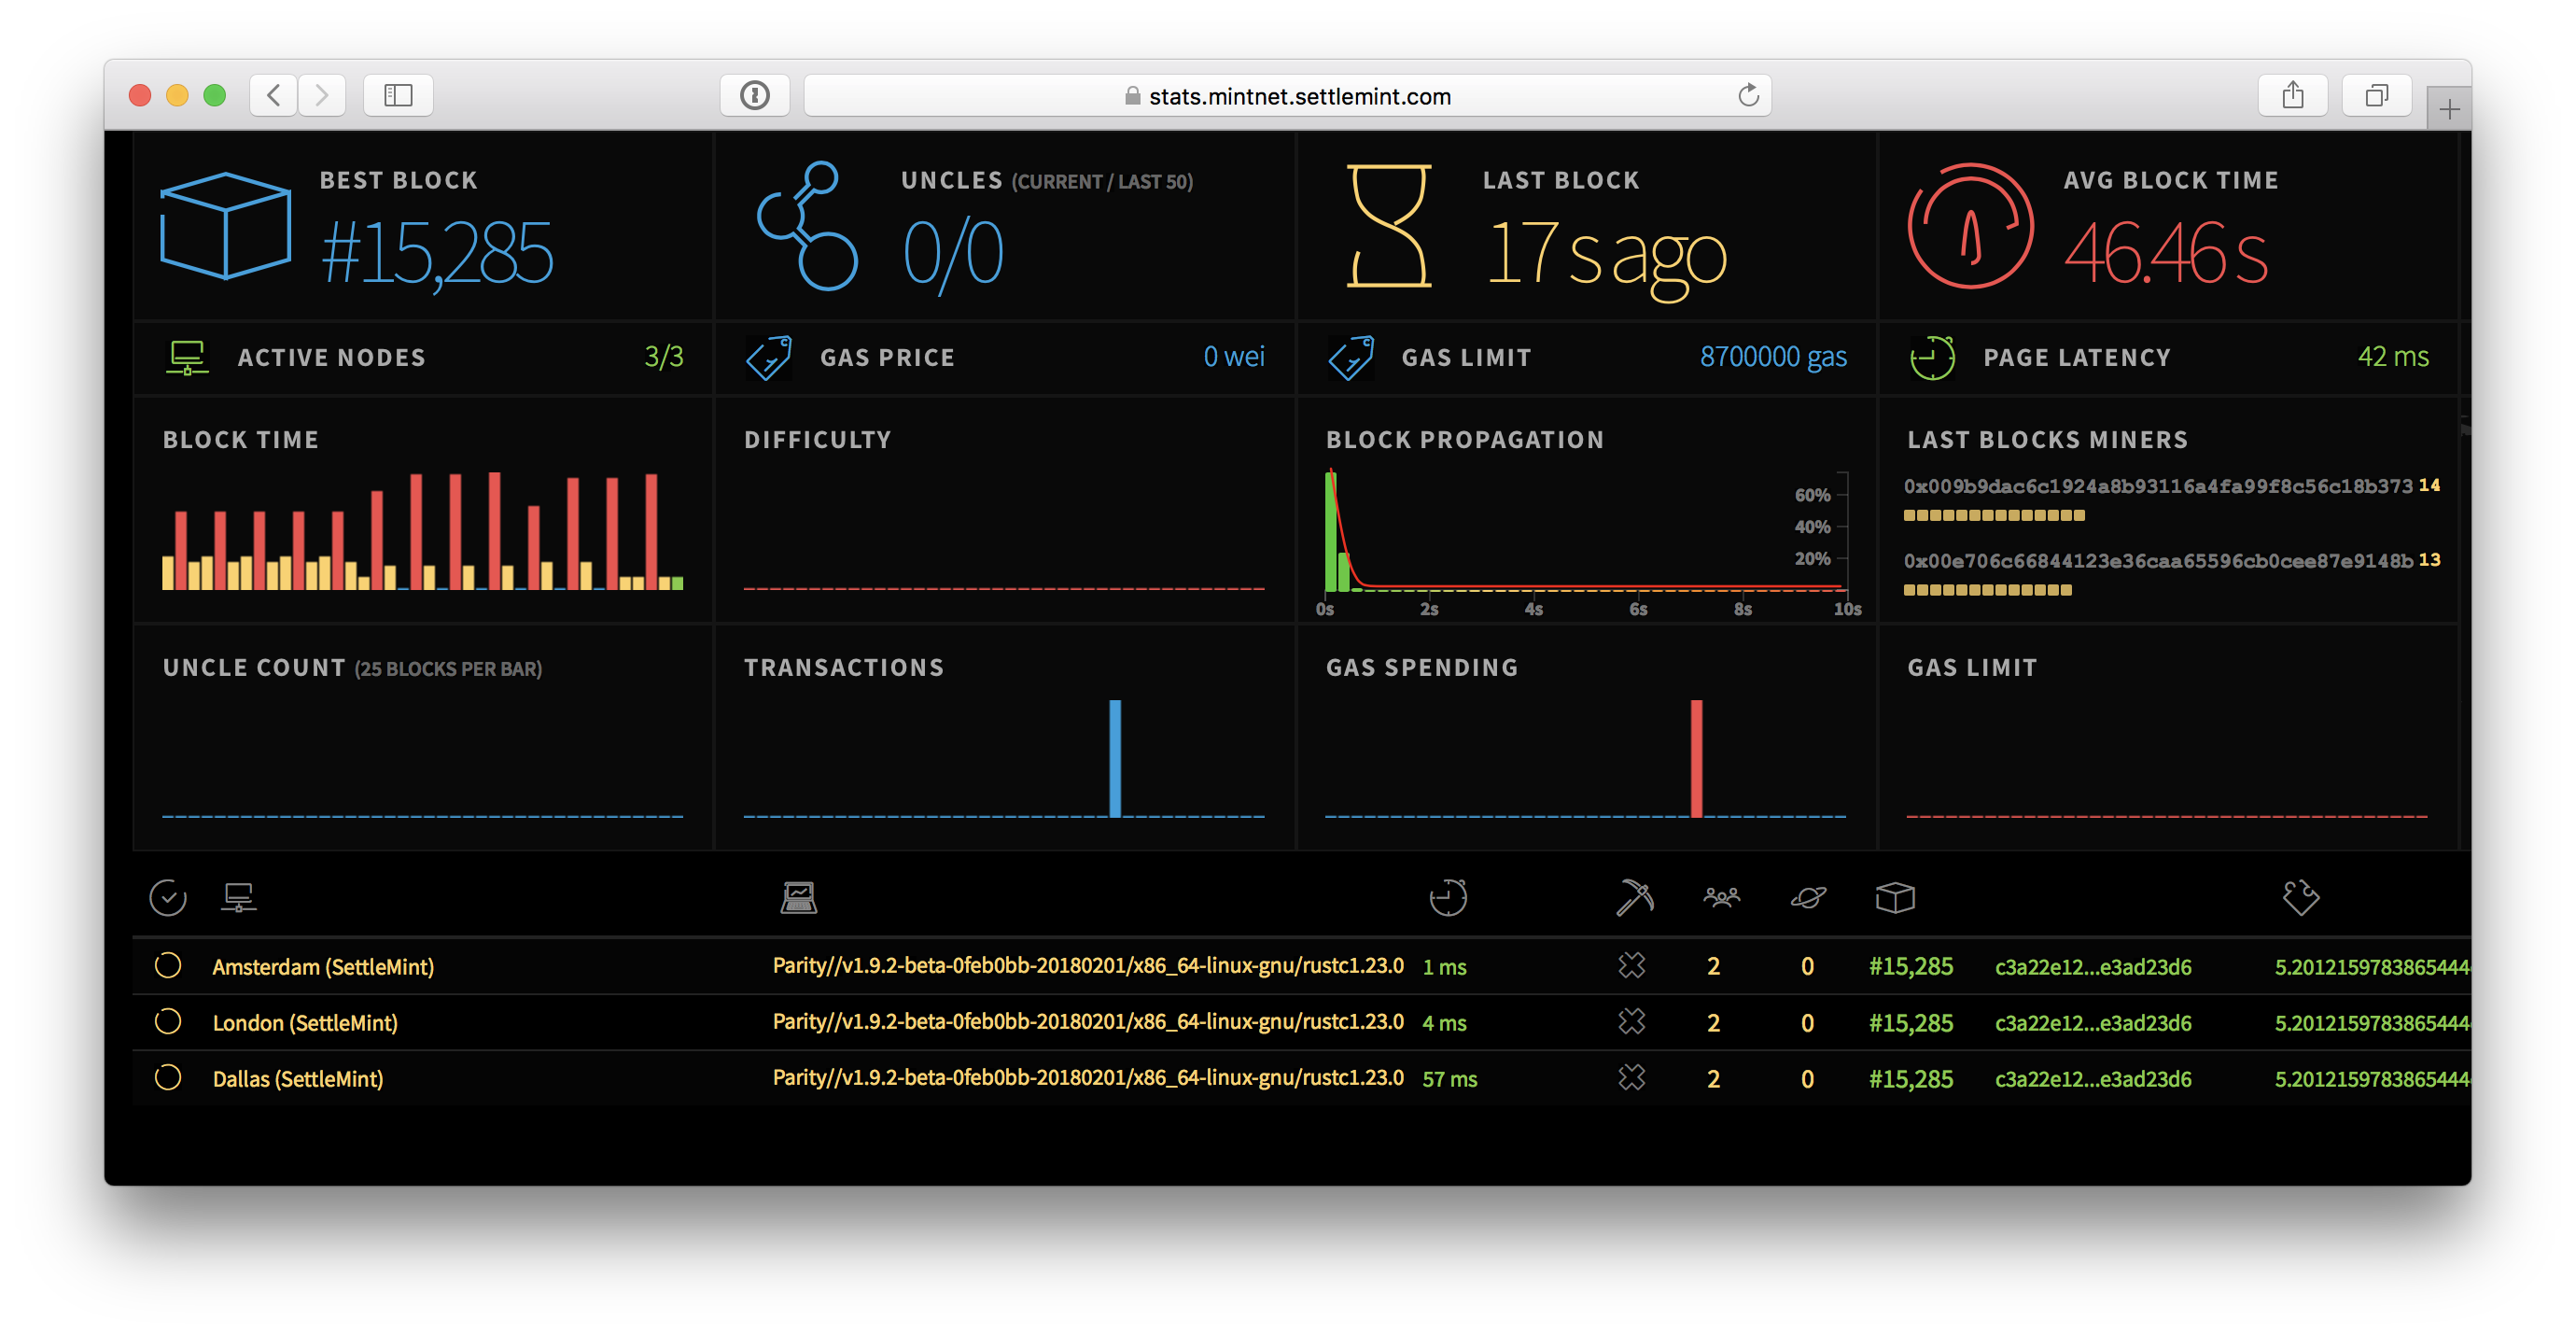 stats.mintnet.settlemint.com
BEST BLOCK
#15,285
UNCLES (CURRENT / LAST 50)
0/0
LAST BLOCK
17 s ago
AVG BLOCK TIME
46.46 s
ACTIVE NODES 3/3
GAS PRICE 0 wei
GAS LIMIT 8700000 gas
PAGE LATENCY 42 ms
BLOCK TIME
DIFFICULTY
BLOCK PROPAGATION
60%
40%
20%
0s 2s 4s 6s 8s 10s
LAST BLOCKS MINERS
0x009b9dac6c1924a8b93116a4fa99f8c56c18b373 14
0x00e706c66844123e36caa65596cb0cee87e9148b 13
UNCLE COUNT (25 BLOCKS PER BAR)
TRANSACTIONS
GAS SPENDING
GAS LIMIT
Amsterdam (SettleMint) Parity//v1.9.2-beta-0feb0bb-20180201/x86_64-linux-gnu/rustc1.23.0 1 ms 2 0 #15,285 c3a22e12...e3ad23d6 5.2012159783865444
London (SettleMint) Parity//v1.9.2-beta-0feb0bb-20180201/x86_64-linux-gnu/rustc1.23.0 4 ms 2 0 #15,285 c3a22e12...e3ad23d6 5.2012159783865444
Dallas (SettleMint) Parity//v1.9.2-beta-0feb0bb-20180201/x86_64-linux-gnu/rustc1.23.0 57 ms 2 0 #15,285 c3a22e12...e3ad23d6 5.2012159783865444